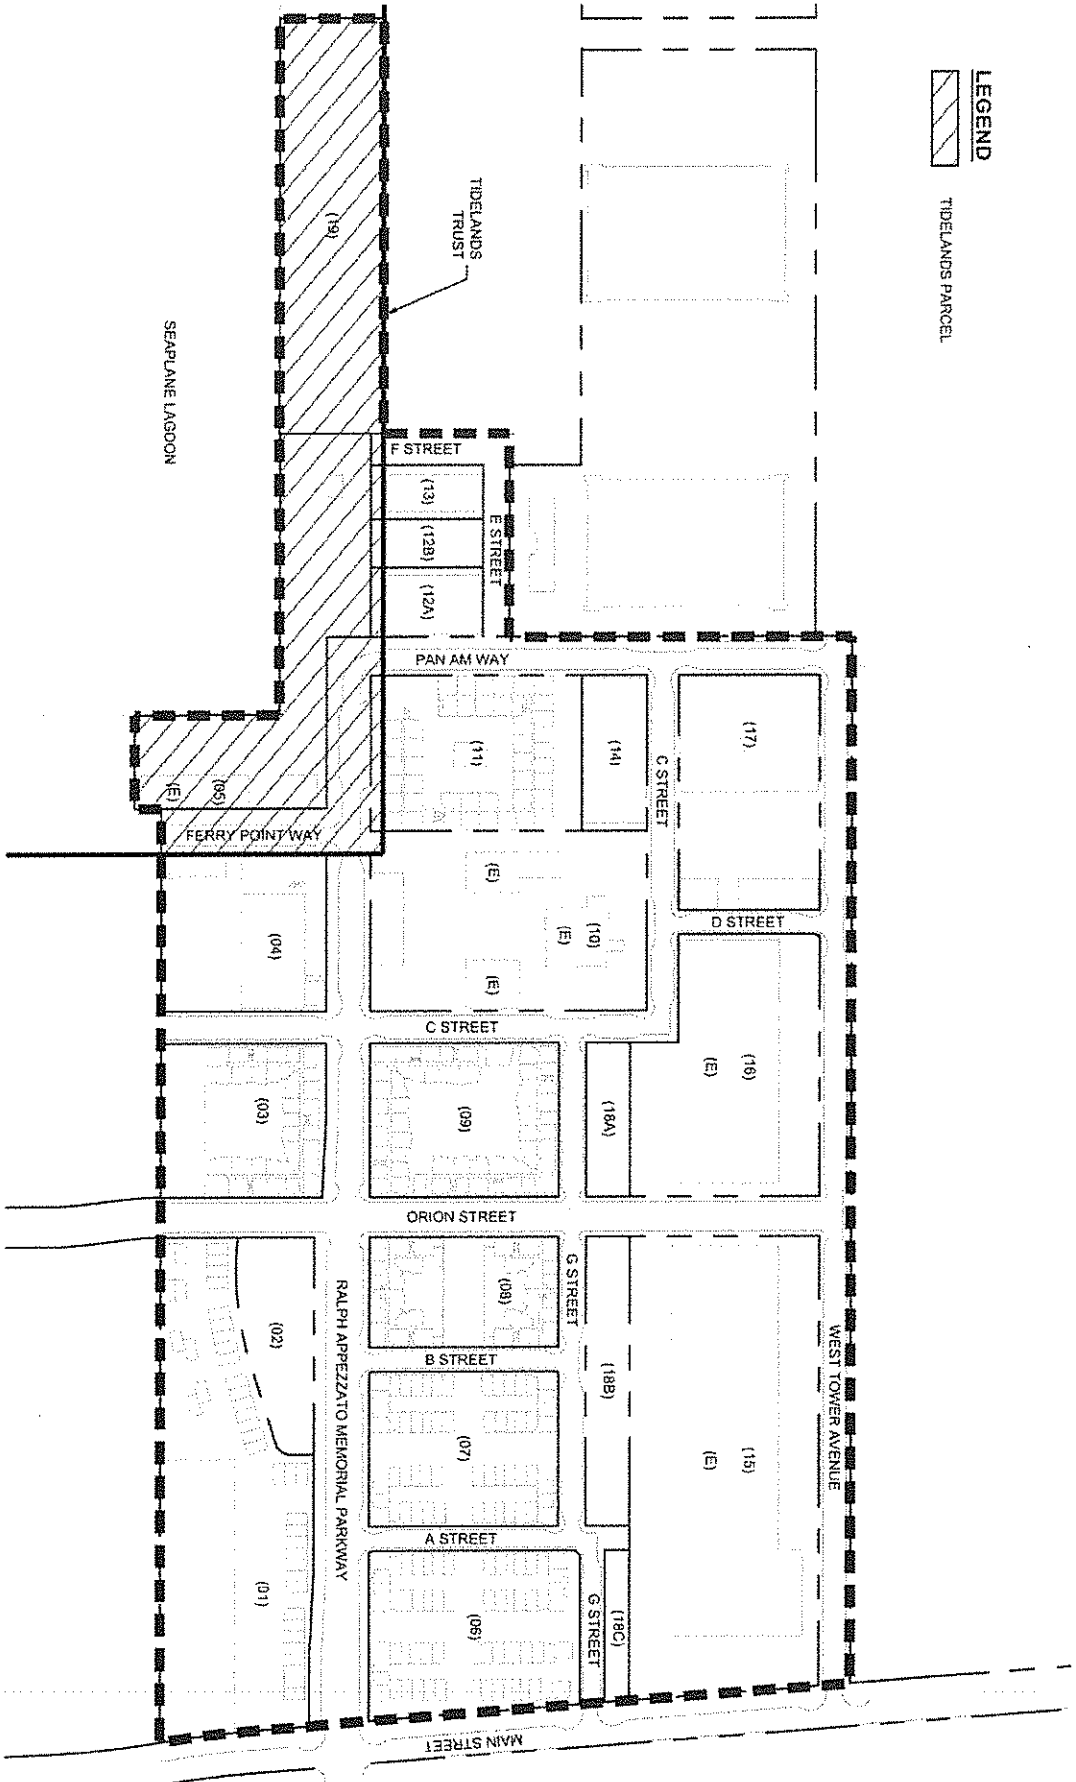 LEGEND
TIDELANDS PARCEL
TIDELANDS
TRUST
SEAPLANE LAGOON
(19)
F STREET
(13)
(12B)
(12A)
E STREET
PAN AM WAY
(17)
(14)
(11)
C STREET
(05)
(E)
FERRY POINT WAY
D STREET
(E)
(10)
(E)
(E)
(04)
C STREET
(16)
(E)
(18A)
(09)
(03)
ORION STREET
WEST TOWER AVENUE
(15)
(E)
(18B)
G STREET
(08)
B STREET
(07)
RALPH APPEZZATO MEMORIAL PARKWAY
(02)
A STREET
(18C)
G STREET
(06)
(01)
MAIN STREET